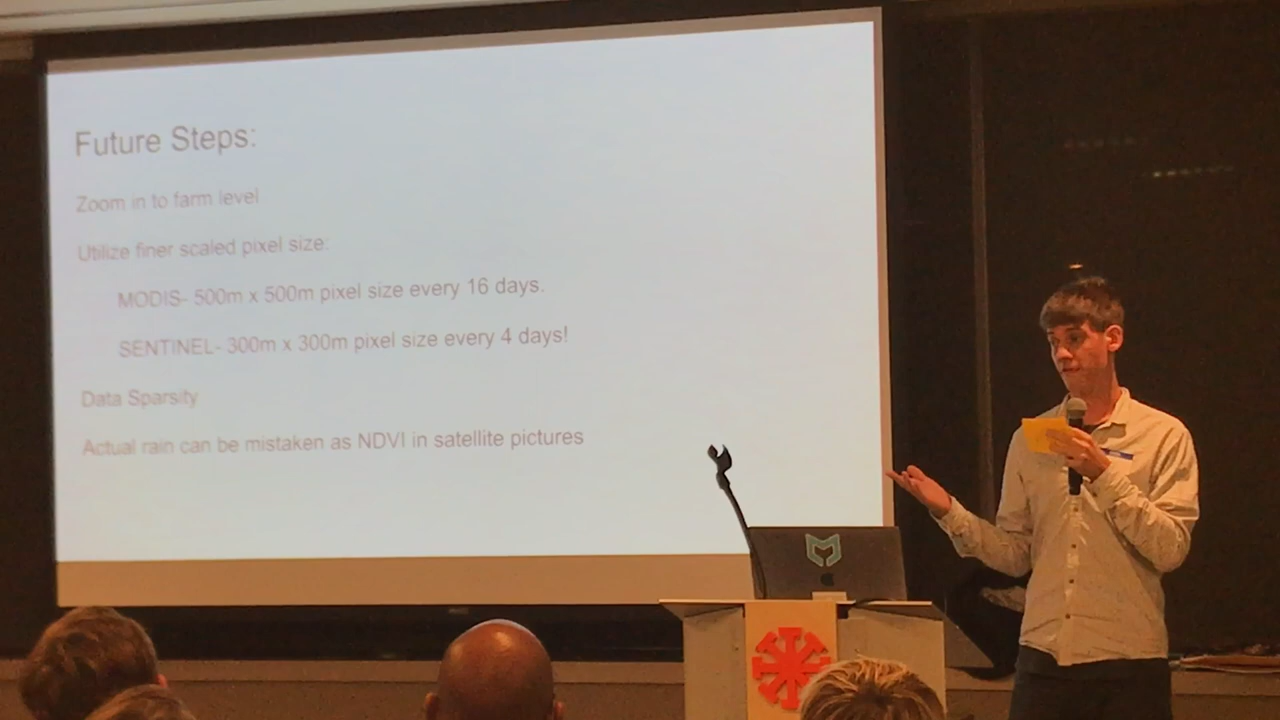 Future Steps:
Zoom in to farm level
Utilize finer scaled pixel size:
MODIS- 500m x 500m pixel size every 16 days.
SENTINEL- 300m x 300m pixel size every 4 days!
Data Sparsity
Actual rain can be mistaken as NDVI in satellite pictures